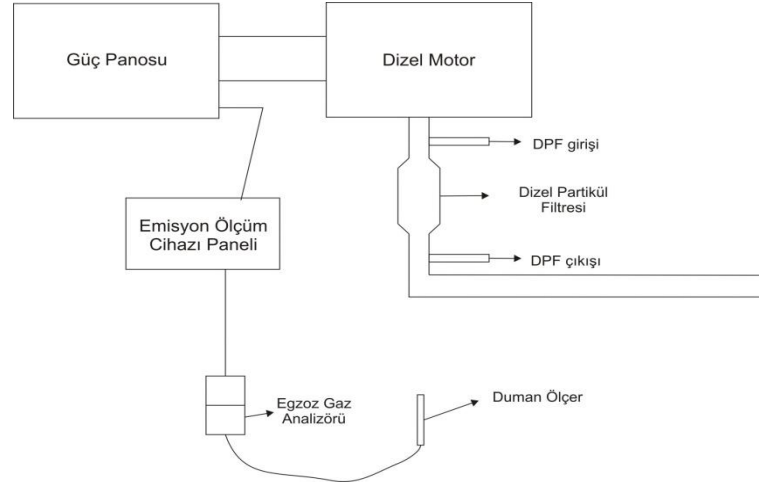 Güç Panosu
Dizel Motor
DPF girişi
Dizel Partikül
Filtresi
Emisyon Ölçüm
Cihazı Paneli
DPF çıkışı
Egzoz Gaz
Analizörü
Duman Ölçer